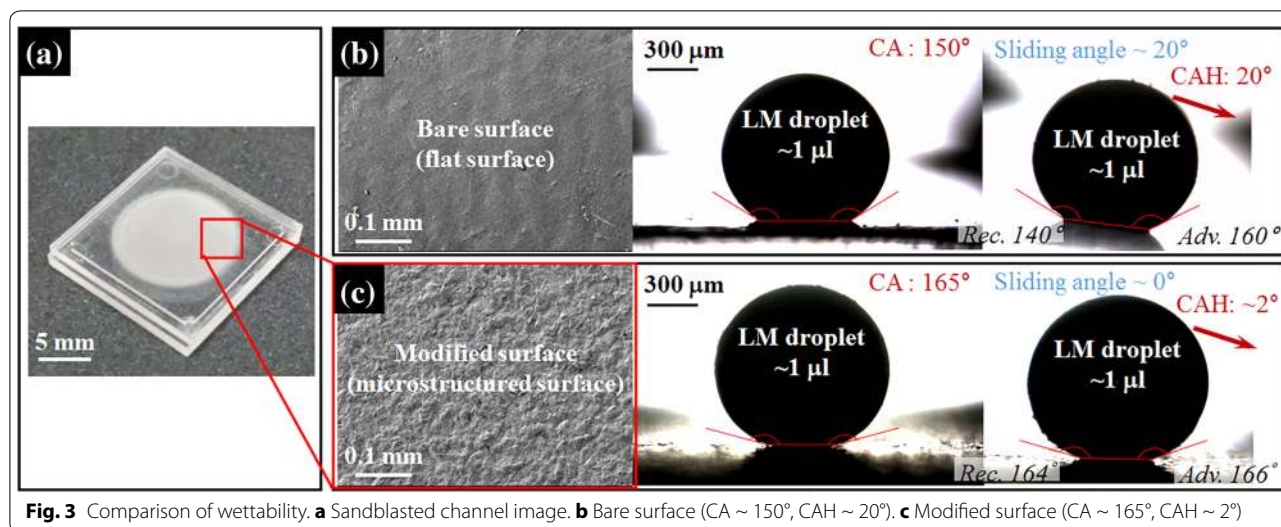 (a)
5 mm
(b)
Bare surface
(flat surface)
0.1 mm
300 μm
CA : 150°
LM droplet
~1 μl
Sliding angle ~ 20°
CAH: 20°
LM droplet
~1 μl
Rec. 140°
Adv. 160°
(c)
Modified surface
(microstructured surface)
0.1 mm
300 μm
CA : 165°
LM droplet
~1 μl
Sliding angle ~ 0°
CAH: ~2°
LM droplet
~1 μl
Rec. 164°
Adv. 166°
Fig. 3 Comparison of wettability. a Sandblasted channel image. b Bare surface (CA ~ 150°, CAH ~ 20°). c Modified surface (CA ~ 165°, CAH ~ 2°)